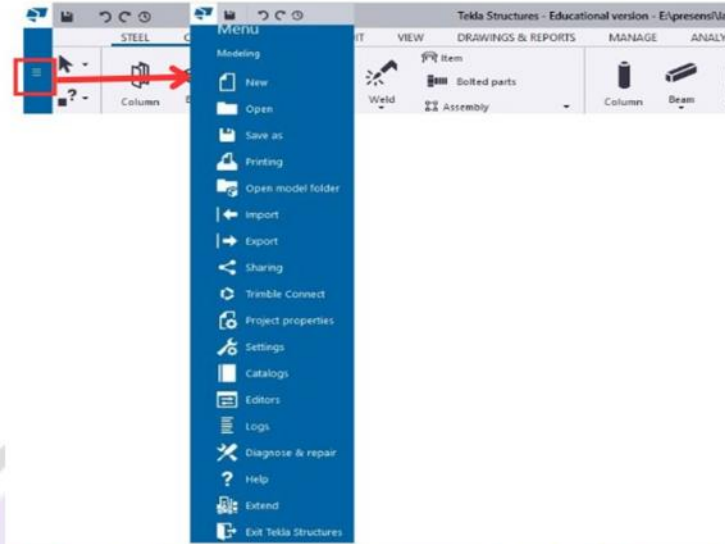 Tekla Structures - Educational version - E:\presensi\
STEEL
VIEW
DRAWINGS & REPORTS
MANAGE
Menu
Modeling
New
Open
Save as
Printing
Open model folder
Import
Export
Sharing
Trimble Connect
Project properties
Settings
Catalogs
Editors
Logs
Diagnose & repair
Help
Extend
Exit Tekla Structures
Column
Weld
Item
Bolted parts
Assembly
Column
Beam